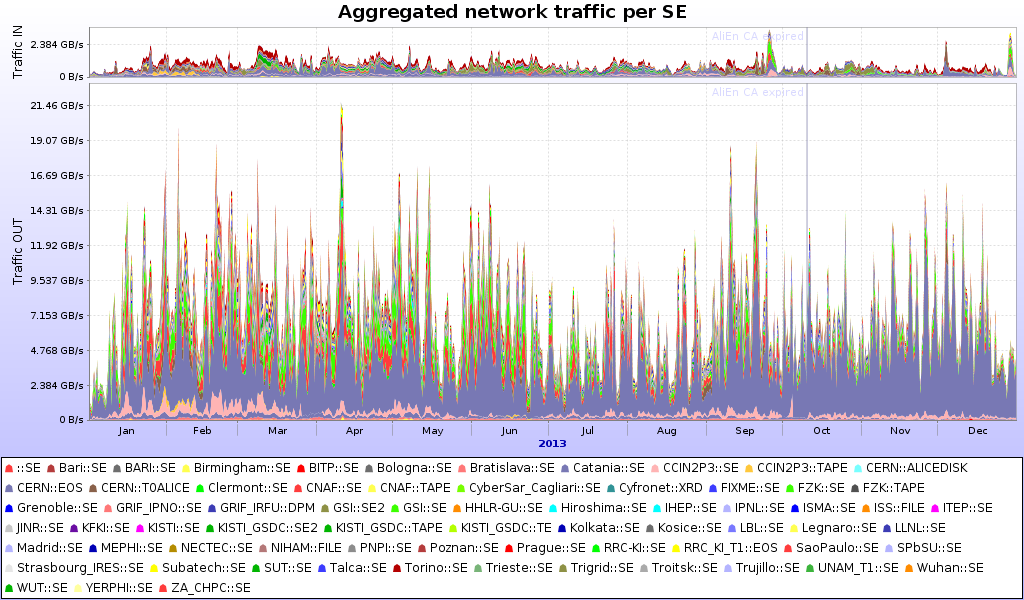 Aggregated network traffic per SE
Traffic IN
2.384 GB/s
0 B/s
AliEn CA expired
Traffic OUT
AliEn CA expired
21.46 GB/s
19.07 GB/s
16.69 GB/s
14.31 GB/s
11.92 GB/s
9.537 GB/s
7.153 GB/s
4.768 GB/s
2.384 GB/s
0 B/s
Jan Feb Mar Apr May Jun Jul Aug Sep Oct Nov Dec
2013
::SE Bari::SE BARI::SE Birmingham::SE BITP::SE Bologna::SE Bratislava::SE Catania::SE CCIN2P3::SE CCIN2P3::TAPE CERN::ALICEDISK
CERN::EOS CERN::T0ALICE Clermont::SE CNAF::SE CNAF::TAPE CyberSar_Cagliari::SE Cyfronet::XRD FIXME::SE FZK::SE FZK::TAPE
Grenoble::SE GRIF_IPNO::SE GRIF_IRFU::DPM GSI::SE2 GSI::SE HHLR-GU::SE Hiroshima::SE IHEP::SE IPNL::SE ISMA::SE ISS::FILE ITEP::SE
JINR::SE KFKI::SE KISTI::SE KISTI_GSDC::SE2 KISTI_GSDC::TAPE KISTI_GSDC::TE Kolkata::SE Kosice::SE LBL::SE Legnaro::SE LLNL::SE
Madrid::SE MEPHI::SE NECTEC::SE NIHAM::FILE PNPI::SE Poznan::SE Prague::SE RRC-KI::SE RRC_KI_T1::EOS SaoPaulo::SE SPbSU::SE
Strasbourg_IRES::SE Subatech::SE SUT::SE Talca::SE Torino::SE Trieste::SE Trigrid::SE Troitsk::SE Trujillo::SE UNAM_T1::SE Wuhan::SE
WUT::SE YERPHI::SE ZA_CHPC::SE